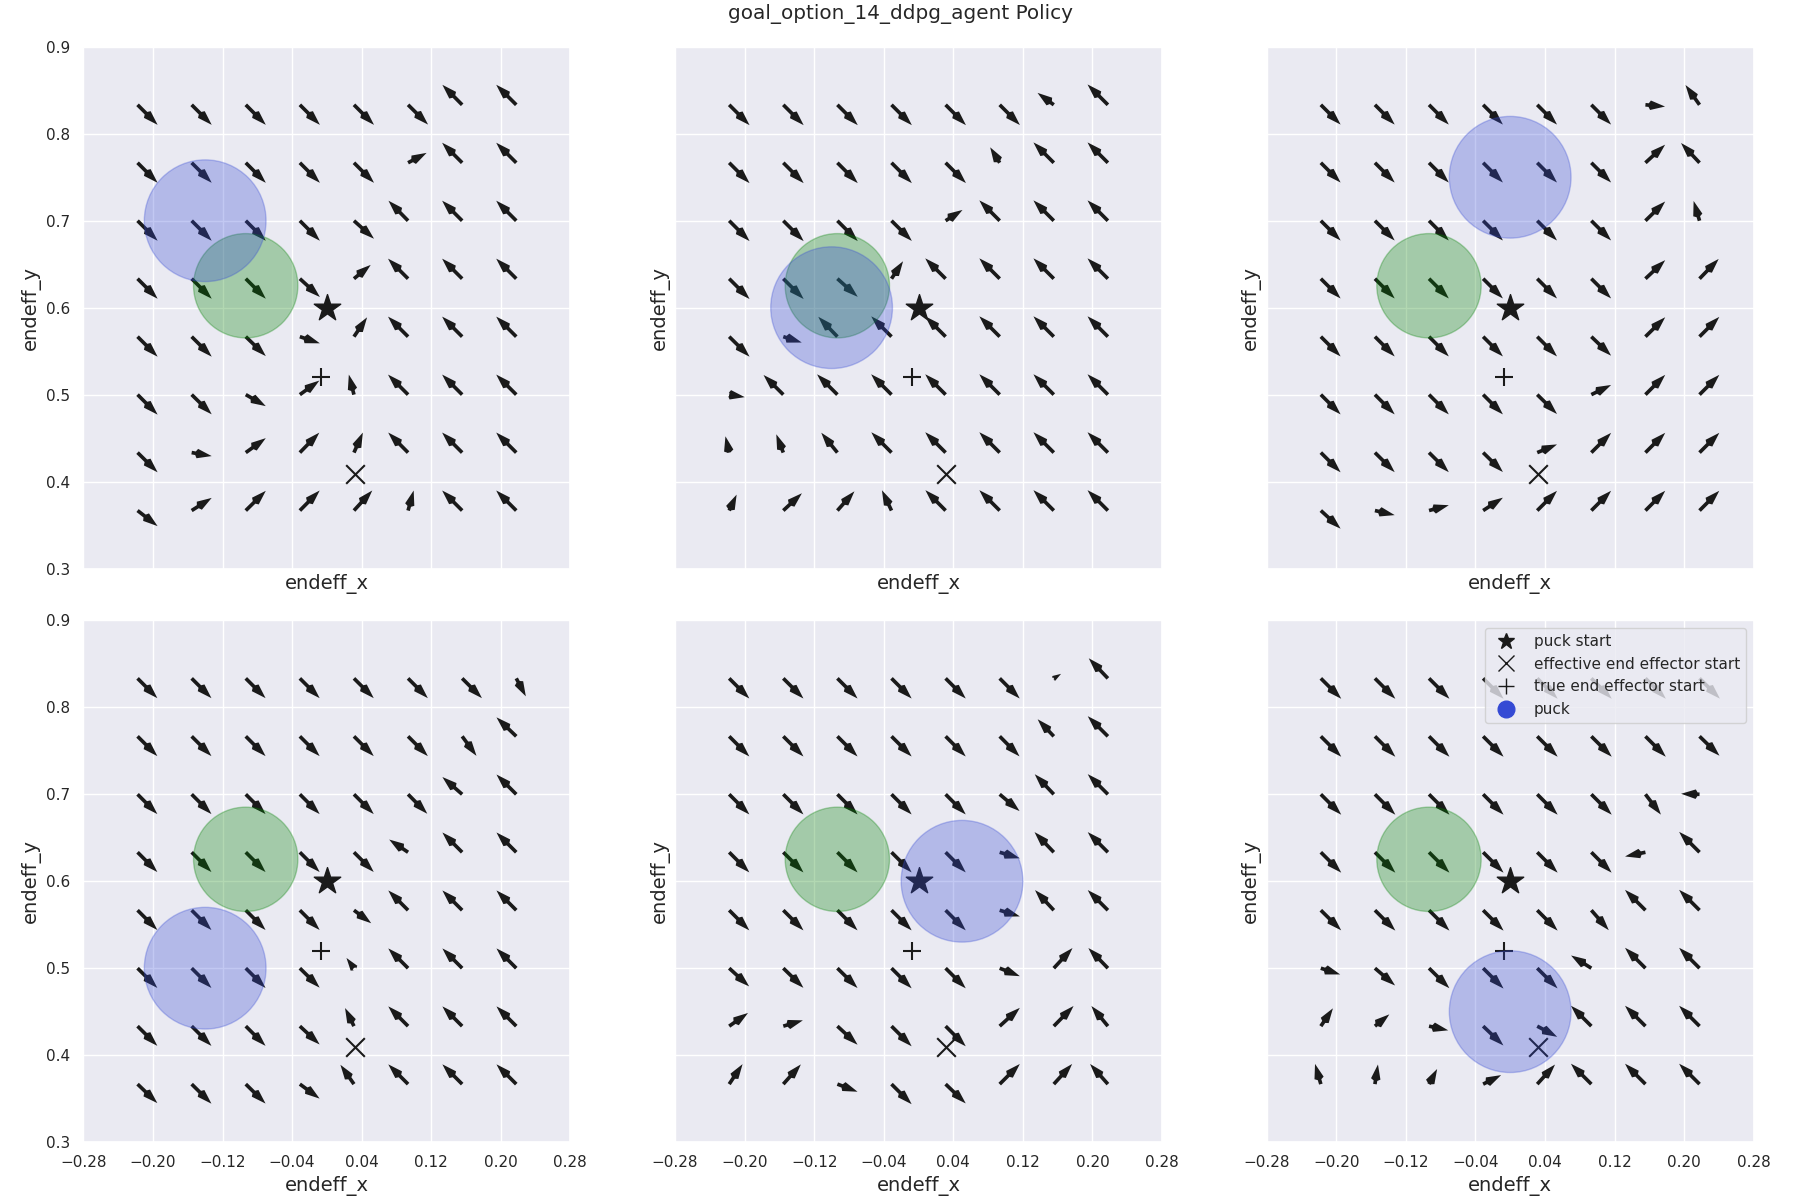 goal_option_14_ddpg_agent Policy
0.9
0.8
0.7
0.6
0.5
0.4
0.3
endeff_y
endeff_x
endeff_y
endeff_x
endeff_y
endeff_x
0.9
0.8
0.7
0.6
0.5
0.4
0.3
endeff_y
−0.28 −0.20 −0.12 −0.04 0.04 0.12 0.20 0.28
endeff_x
endeff_y
−0.28 −0.20 −0.12 −0.04 0.04 0.12 0.20 0.28
endeff_x
puck start
effective end effector start
true end effector start
puck
endeff_y
−0.28 −0.20 −0.12 −0.04 0.04 0.12 0.20 0.28
endeff_x